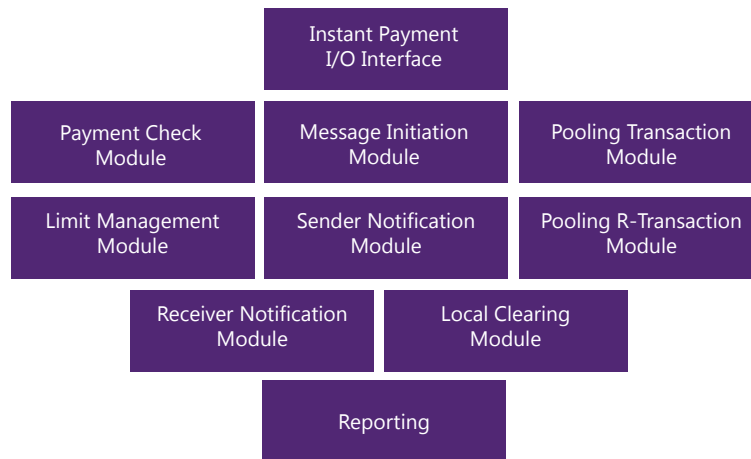 Instant Payment
I/O Interface
Payment Check
Module
Message Initiation
Module
Pooling Transaction
Module
Limit Management
Module
Sender Notification
Module
Pooling R-Transaction
Module
Receiver Notification
Module
Local Clearing
Module
Reporting